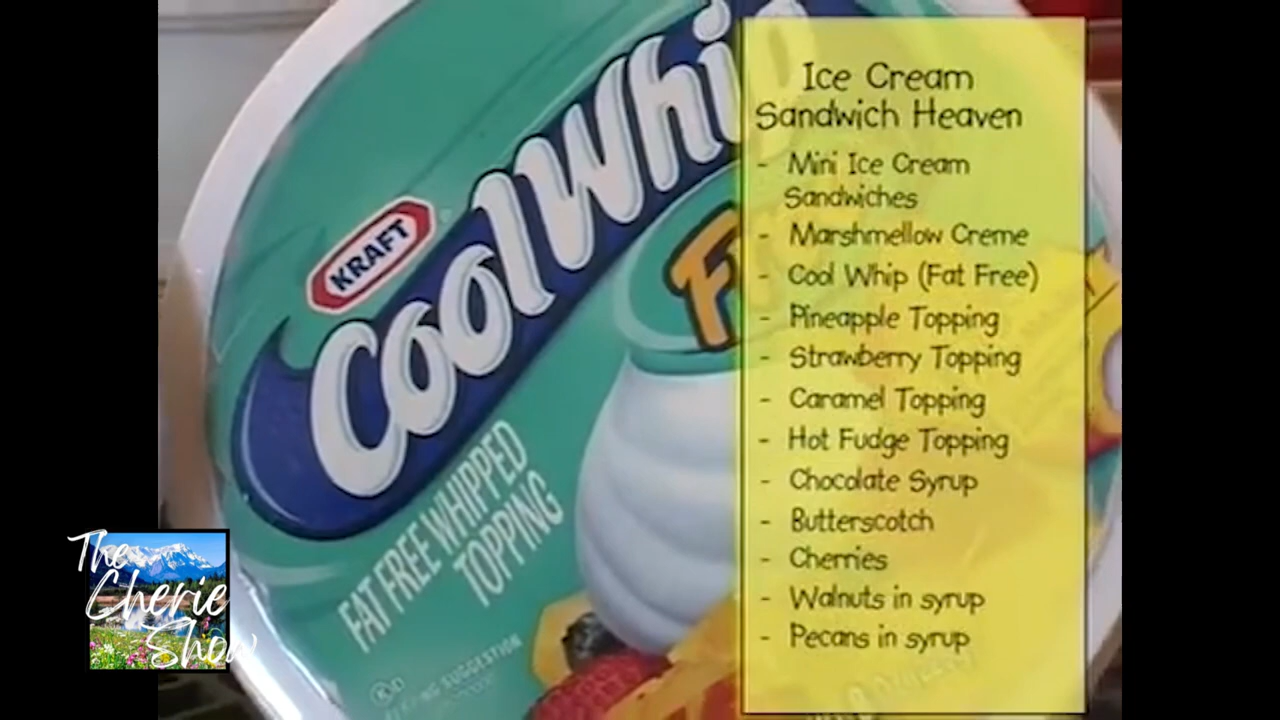 KRAFT
Cool Whip
FAT FREE WHIPPED
TOPPING
Ice Cream
Sandwich Heaven
- Mini Ice Cream
Sandwiches
- Marshmellow Creme
- Cool Whip (Fat Free)
- Pineapple Topping
- Strawberry Topping
- Caramel Topping
- Hot Fudge Topping
- Chocolate Syrup
- Butterscotch
- Cherries
- Walnuts in syrup
- Pecans in syrup
The
Cherie
Show
SUGGESTION